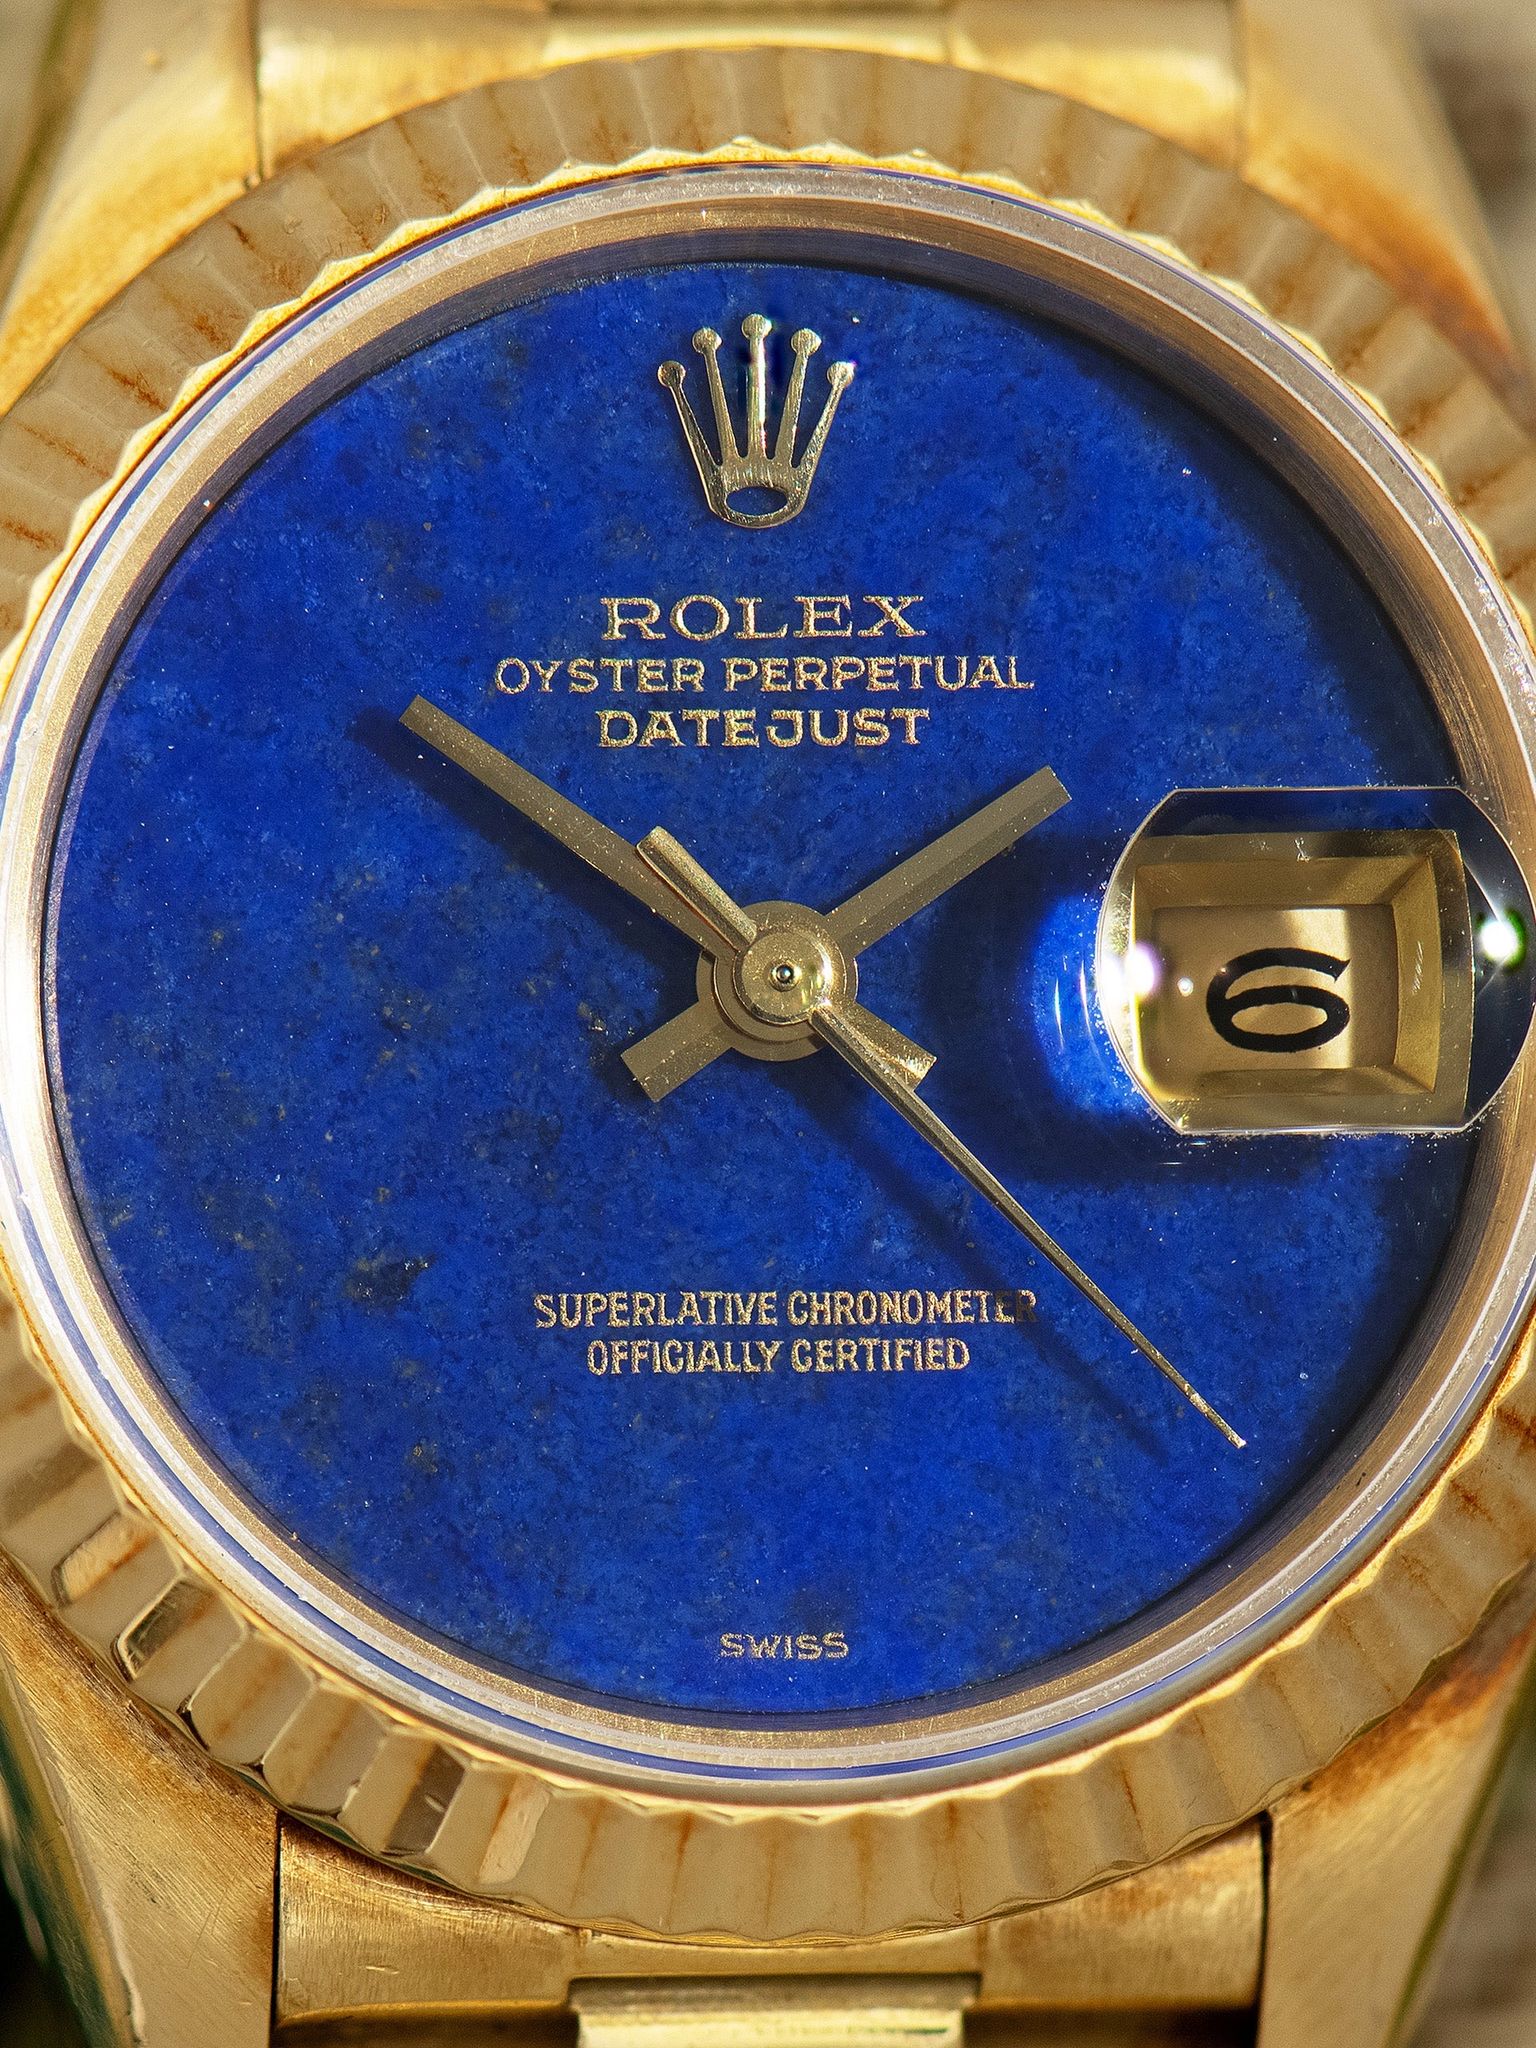 ROLEX
OYSTER PERPETUAL
DATEJUST
6
SUPERLATIVE CHRONOMETER
OFFICIALLY CERTIFIED
SWISS